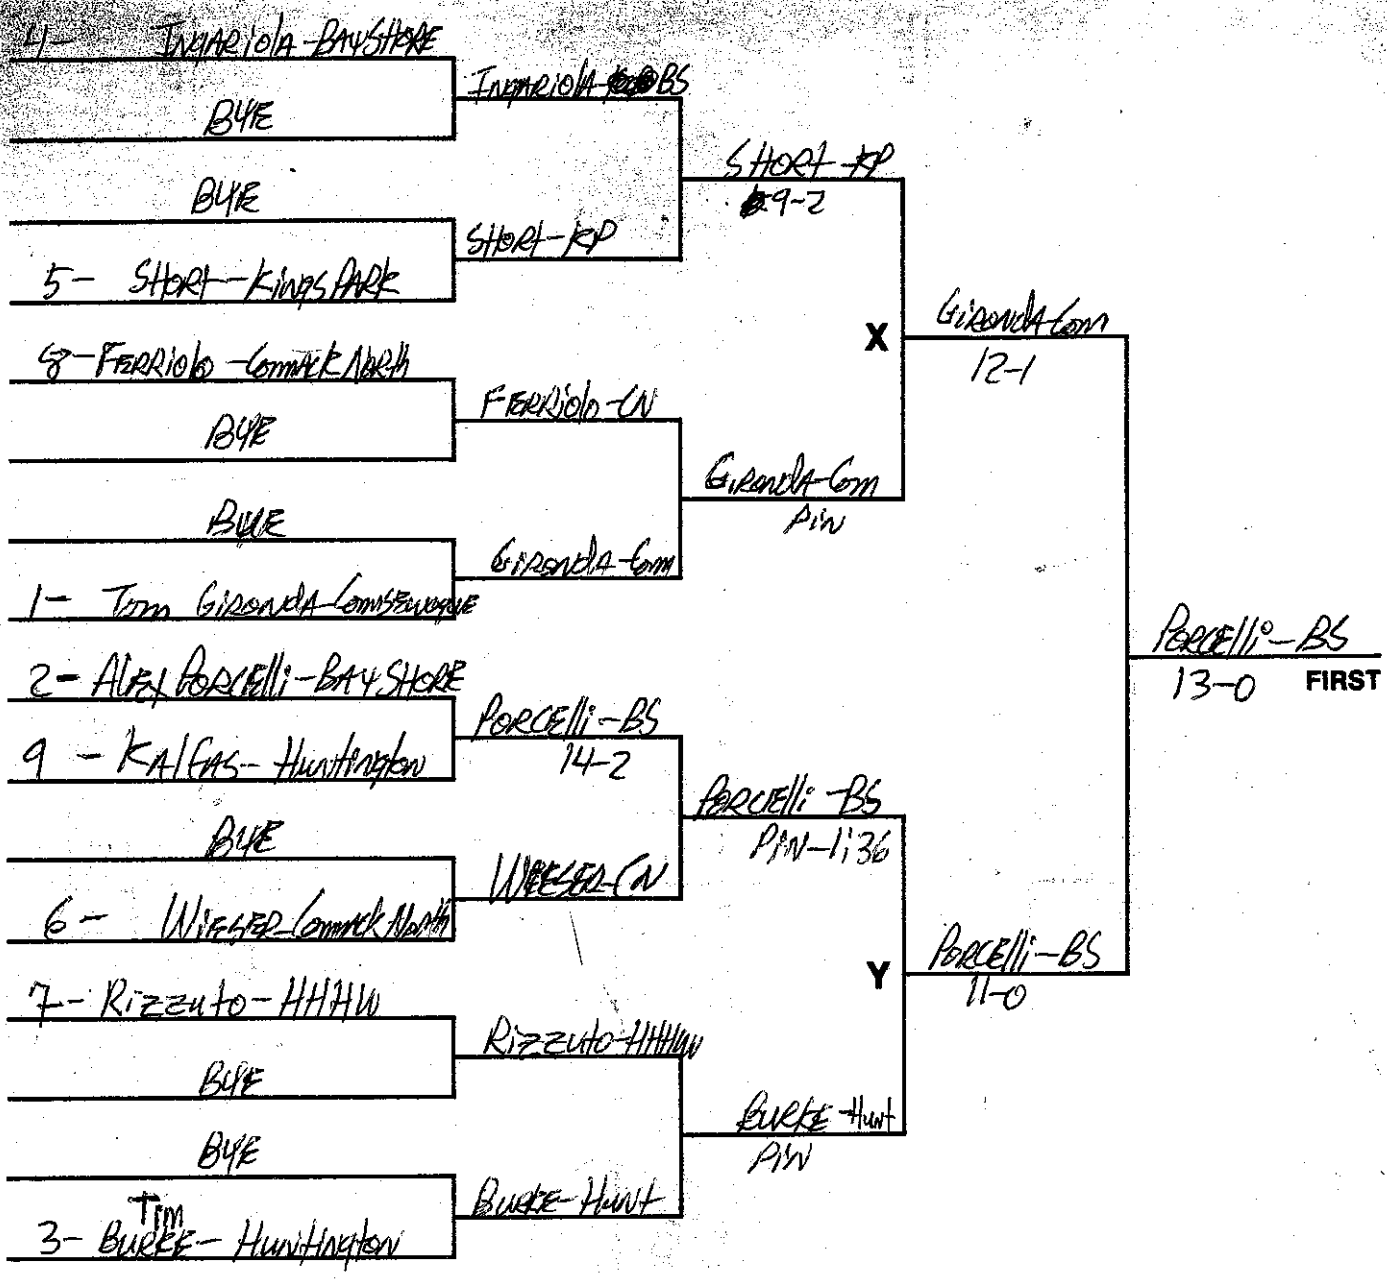 4- INGARIOLA-BAYSHORE
BYE
BYE
5- SHORT-KINGS PARK
8-FERRIOLO-COMMACK NORTH
BYE
BYE
1- TOM GIRONDA-COMSEWOGUE
2- ALEX PORCELLI-BAY SHORE
9 - KALFAS-HUNTINGTON
BYE
6- WIESER-COMMACK NORTH
7- RIZZUTO-HHHW
BYE
BYE
TIM
3- BURKE- HUNTINGTON
INGARIOLA-BS
SHORT-KP
FERRIOLO-CN
GIRONDA-COM
PORCELLI-BS
14-2
WIESER-CN
RIZZUTO-HHHW
BURKE-HUNT
SHORT-KP
9-2
GIRONDA-COM
PIN
PORCELLI-BS
PIN-1:36
BURKE-HUNT
PIN
X
Y
GIRONDA-COM
12-1
PORCELLI-BS
11-0
PORCELLI-BS
13-0 FIRST